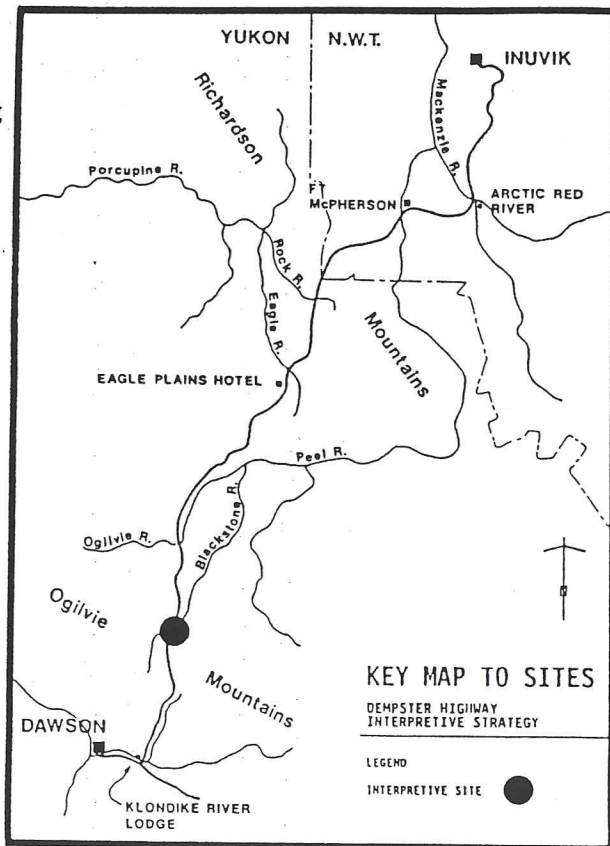 YUKON
N.W.T.
INUVIK
Richardson
Mackenzie R.
Porcupine R.
FT
McPHERSON
ARCTIC RED
RIVER
Rock R.
Eagle R.
Mountains
EAGLE PLAINS HOTEL
Peel R.
Blackstone R.
Ogilvie R.
Ogilvie
Mountains
KEY MAP TO SITES
DEMPSTER HIGHWAY
INTERPRETIVE STRATEGY
DAWSON
LEGEND
INTERPRETIVE SITE
KLONDIKE RIVER
LODGE